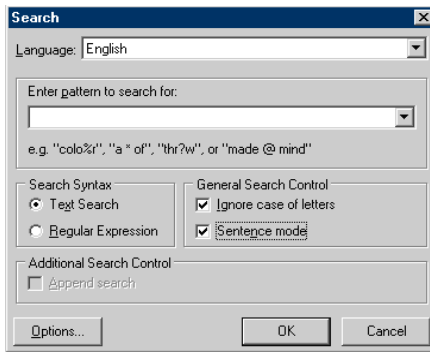 Search
Language: English
Enter pattern to search for:
e.g. "colo%r", "a * of", "thr?w", or "made @ mind"
Search Syntax
Text Search
Regular Expression
General Search Control
Ignore case of letters
Sentence mode
Additional Search Control
Append search
Options... OK Cancel